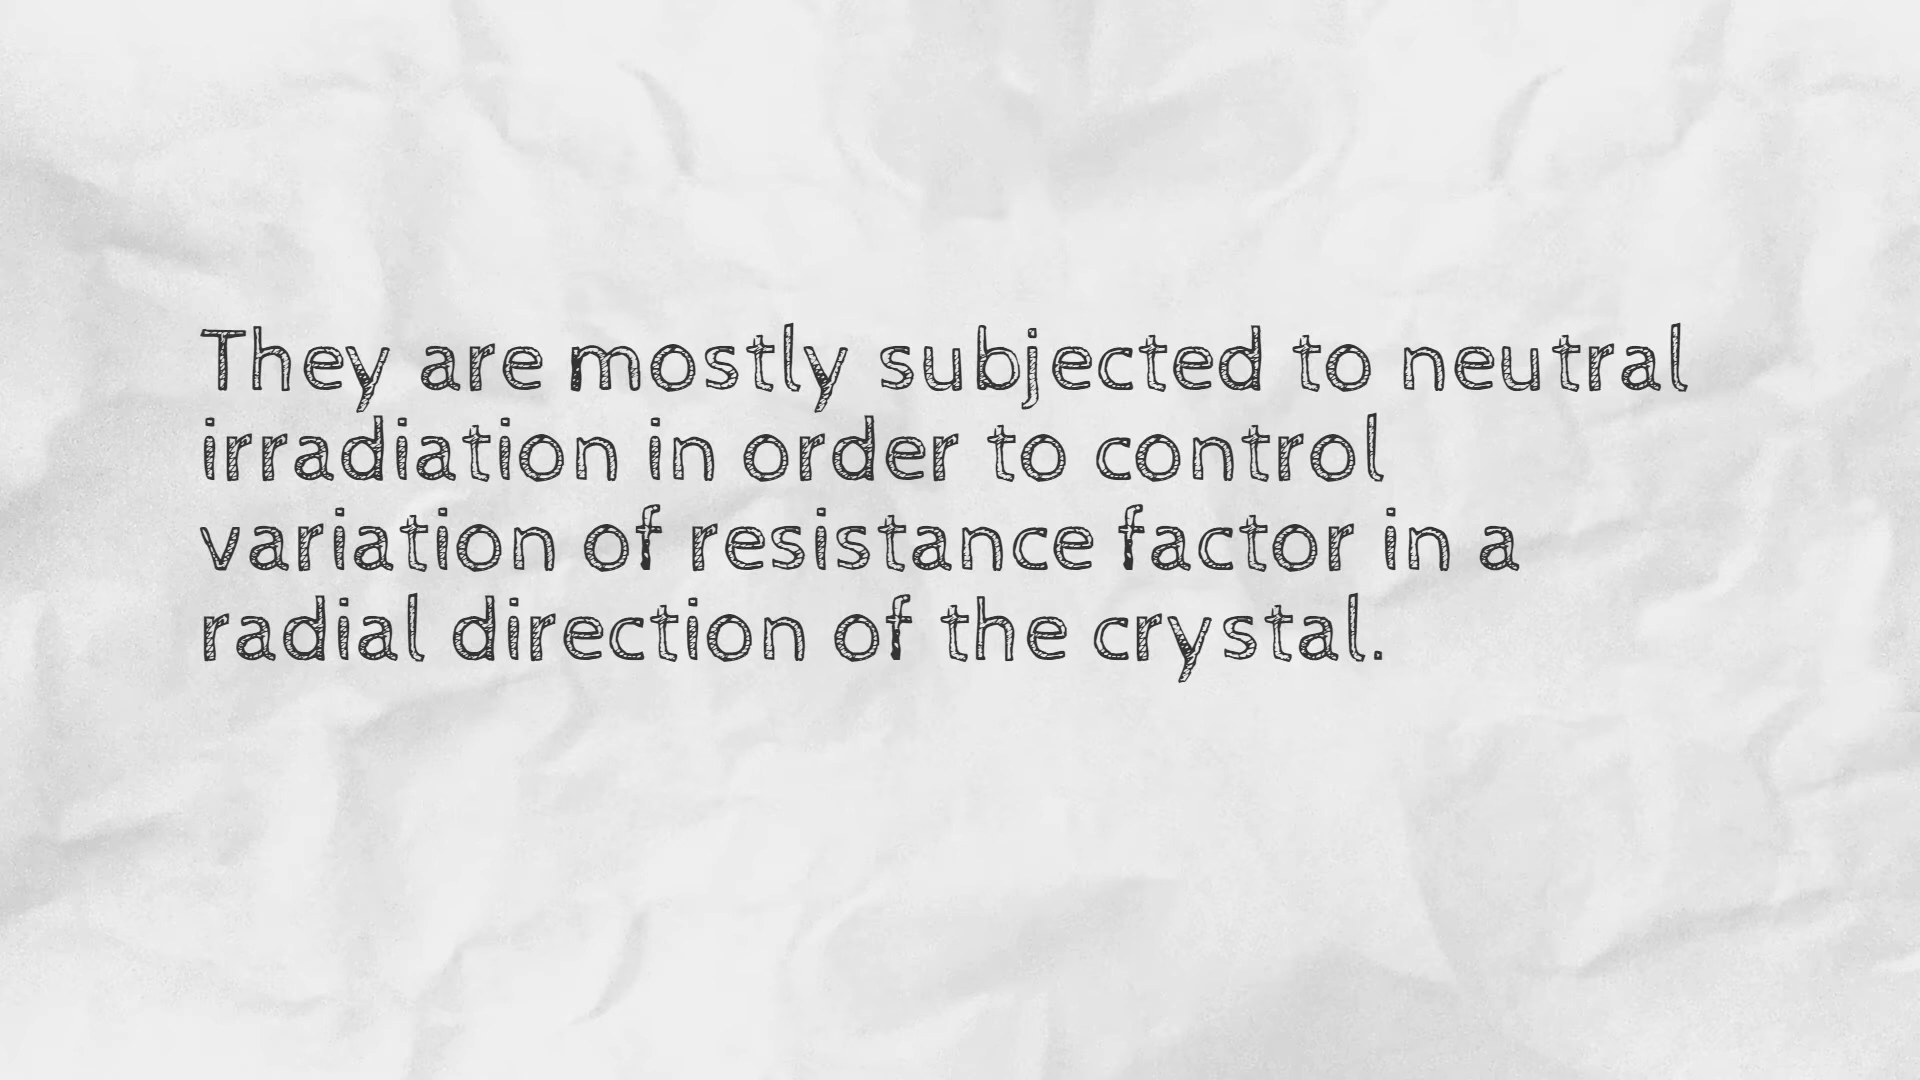 They are mostly subjected to neutral
irradiation in order to control
variation of resistance factor in a
radial direction of the crystal.